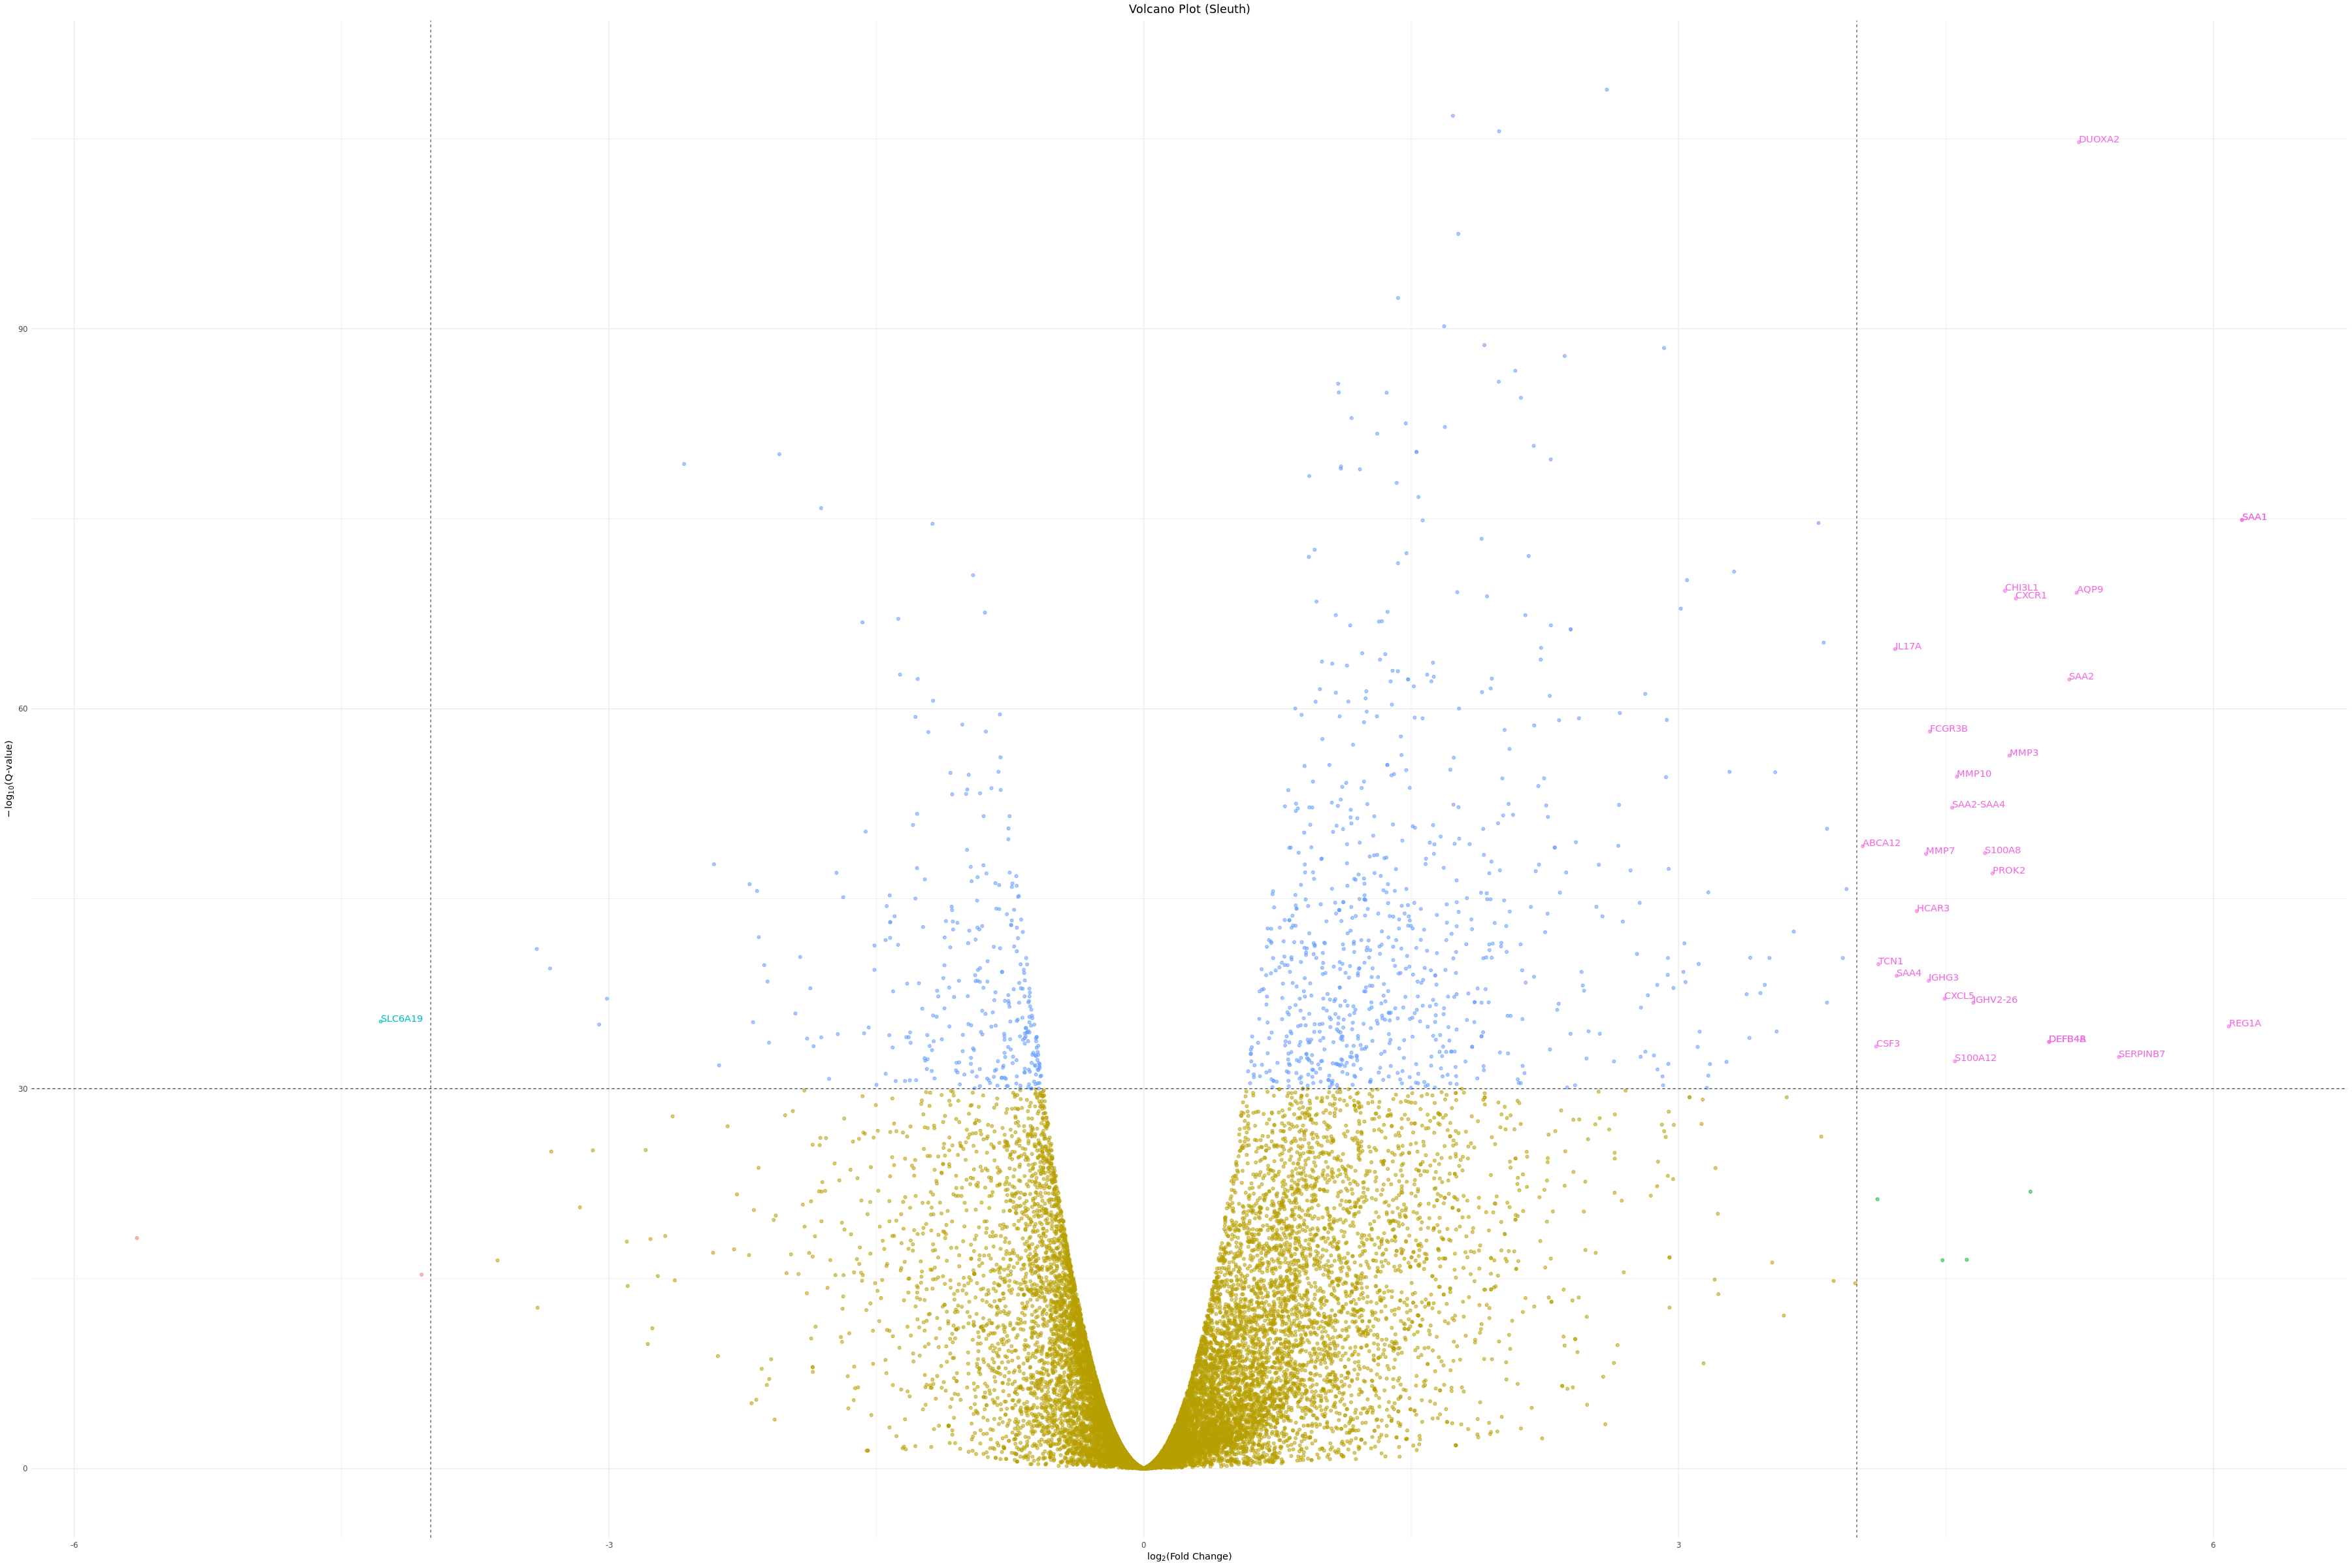 Volcano Plot (Sleuth)
DUOXA2
90
SAA1
CHI3L1
AQP9
CXCR1
IL17A
SAA2
60
FCGR3B
MMP3
MMP10
SAA2-SAA4
ABCA12
MMP7
S100A8
PROK2
HCAR3
TCN1
SAA4
IGHG3
CXCL5
IGHV2-26
SLC6A19
REG1A
CSF3
SERPINB7
S100A12
30
0
-6
-3
0
3
6
log2(Fold Change)
−log10(Q-value)